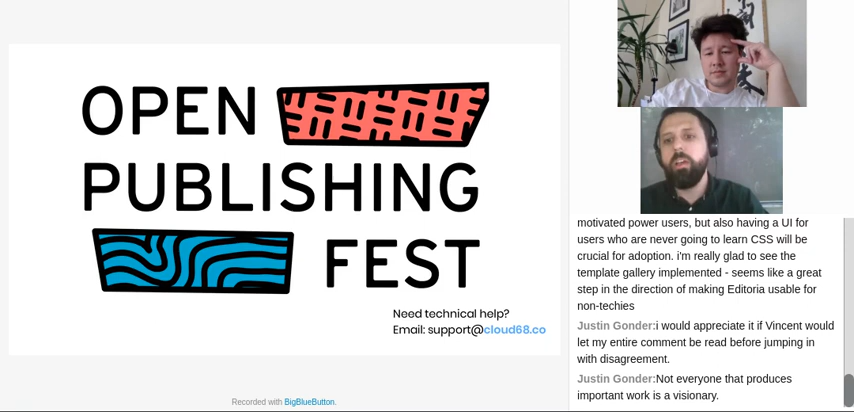 OPEN
PUBLISHING
FEST
Need technical help?
Email: support@cloud68.co
Recorded with BigBlueButton.
motivated power users, but also having a UI for
users who are never going to learn CSS will be
crucial for adoption. i'm really glad to see the
template gallery implemented - seems like a great
step in the direction of making Editoria usable for
non-techies
Justin Gonder:i would appreciate it if Vincent would
let my entire comment be read before jumping in
with disagreement.
Justin Gonder:Not everyone that produces
important work is a visionary.